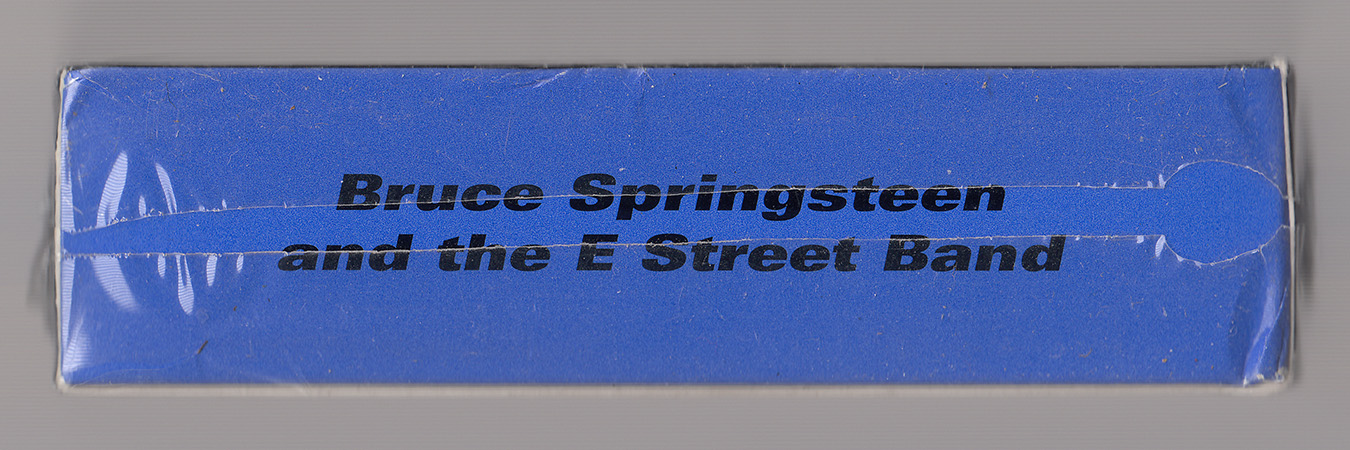 Bruce Springsteen
and the E Street Band